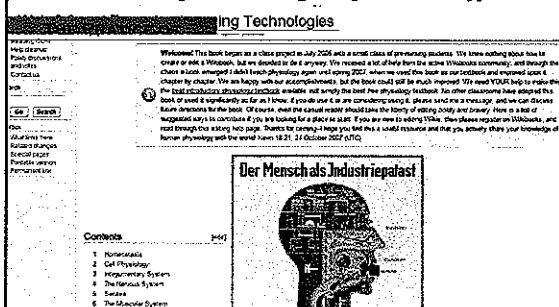 ing Technologies
Help
Contact us
Go Search
What links here
Related changes
Special pages
Printable version
Permanent link
Welcome! This book began as a class project in July 2006 with a small class of pre-nursing students. We knew nothing about how to
create or edit a Wikibook, but we decided to do it anyway. We received a lot of help from the active Wikibooks community, and through the
chaos a book emerged. I didn't teach physiology again until spring 2007, when we used this book as our textbook and expanded upon it
chapter by chapter. We are happy with our accomplishments, but the book could still be much improved. We need YOUR help to make this
the best introductory physiology textbook available, not simply the best free physiology textbook. No other classrooms have adopted this
book or used it significantly as far as I know. If you do use it or are considering using it, please send me a message, and we can discuss
future directions for the book. Of course, even the casual reader should take the liberty of editing boldly and bravely. Here is a list of
suggested ways to contribute if you are looking for a place to start. If you are new to editing Wikis, then please register on Wikibooks, and
read through this editing help page. Thanks for coming--I hope you find this a useful resource and that you actively share your knowledge of
human physiology with the world! 18:21, 24 October 2007 (UTC)
Der Mensch als Industriepalast
Contents
1 Homeostasis
2 Cell Physiology
3 Integumentary System
4 The Nervous System
5 Senses
6 The Muscular System